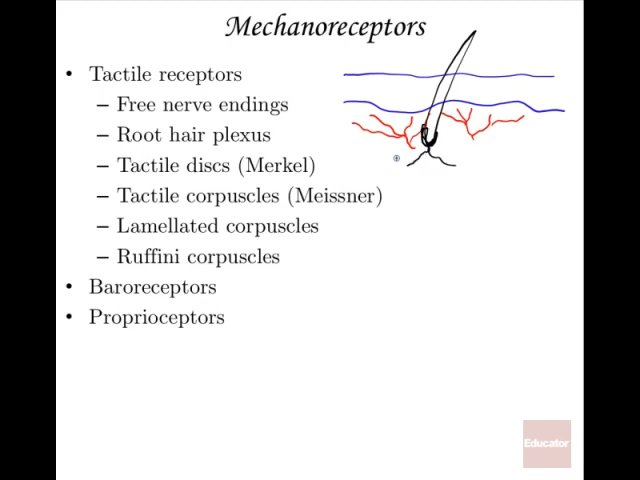 Mechanoreceptors
• Tactile receptors
– Free nerve endings
– Root hair plexus
– Tactile discs (Merkel)
– Tactile corpuscles (Meissner)
– Lamellated corpuscles
– Ruffini corpuscles
• Baroreceptors
• Proprioceptors
Educator